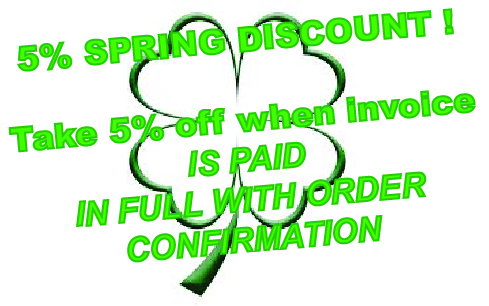 5% SPRING DISCOUNT !
Take 5% off when invoice
IS PAID
IN FULL WITH ORDER
CONFIRMATION